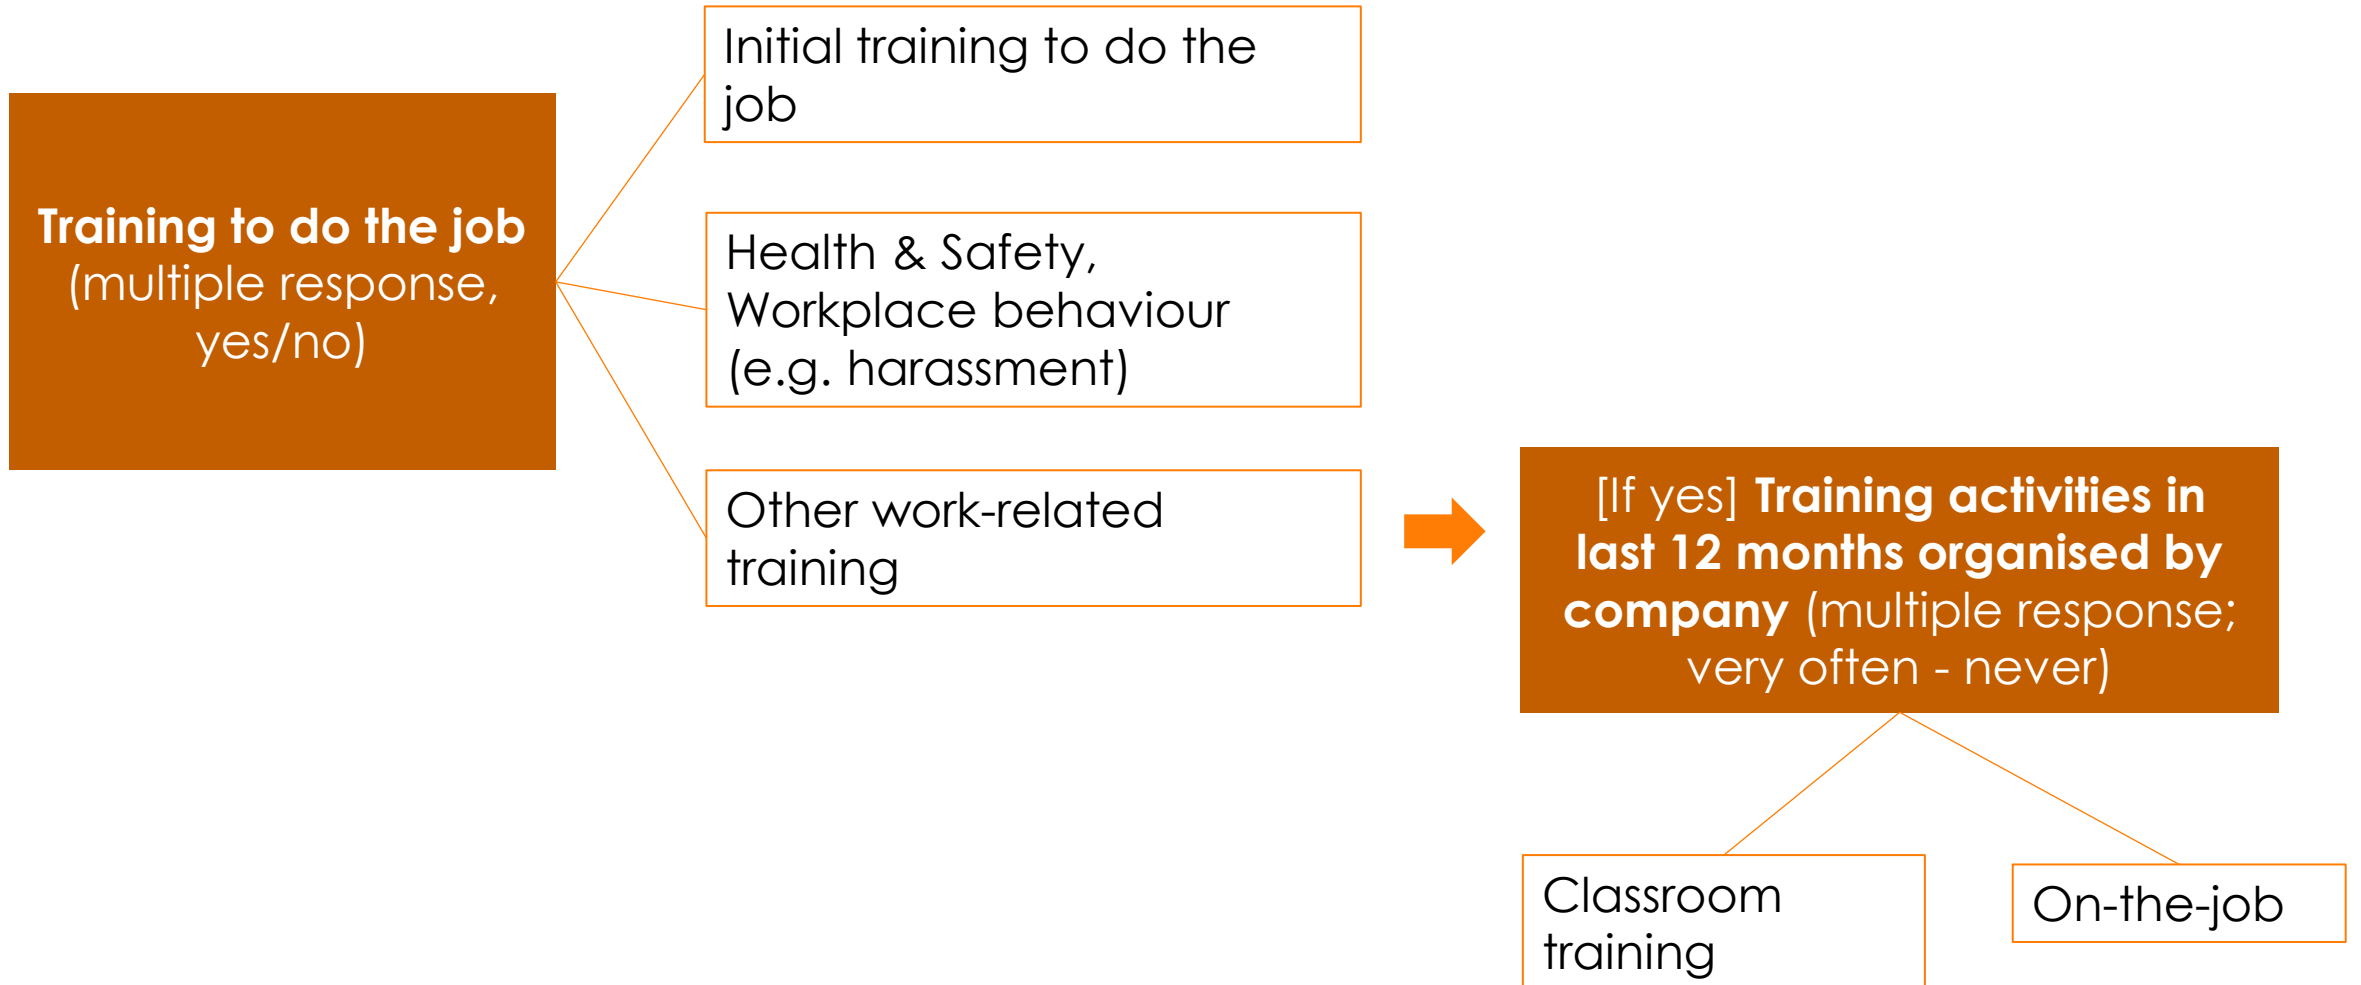 Training to do the job
(multiple response,
yes/no)
Initial training to do the
job
Health & Safety,
Workplace behaviour
(e.g. harassment)
Other work-related
training
[If yes] Training activities in
last 12 months organised by
company (multiple response;
very often - never)
Classroom
training
On-the-job